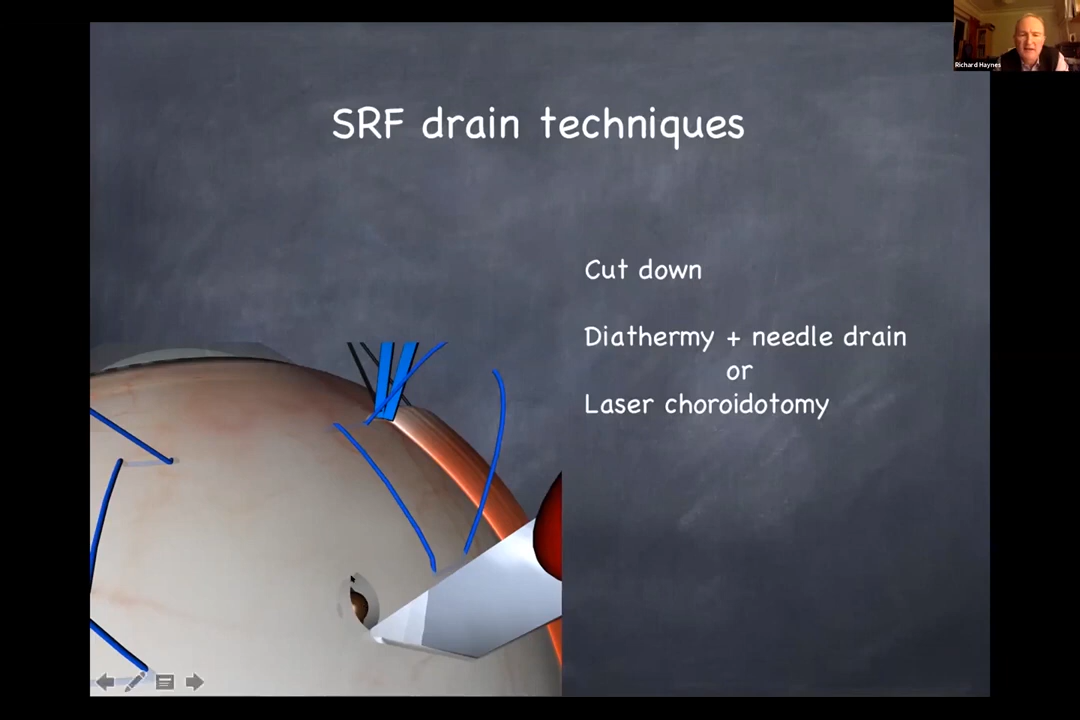 Richard Haynes
SRF drain techniques
Cut down
Diathermy + needle drain
or
Laser choroidotomy